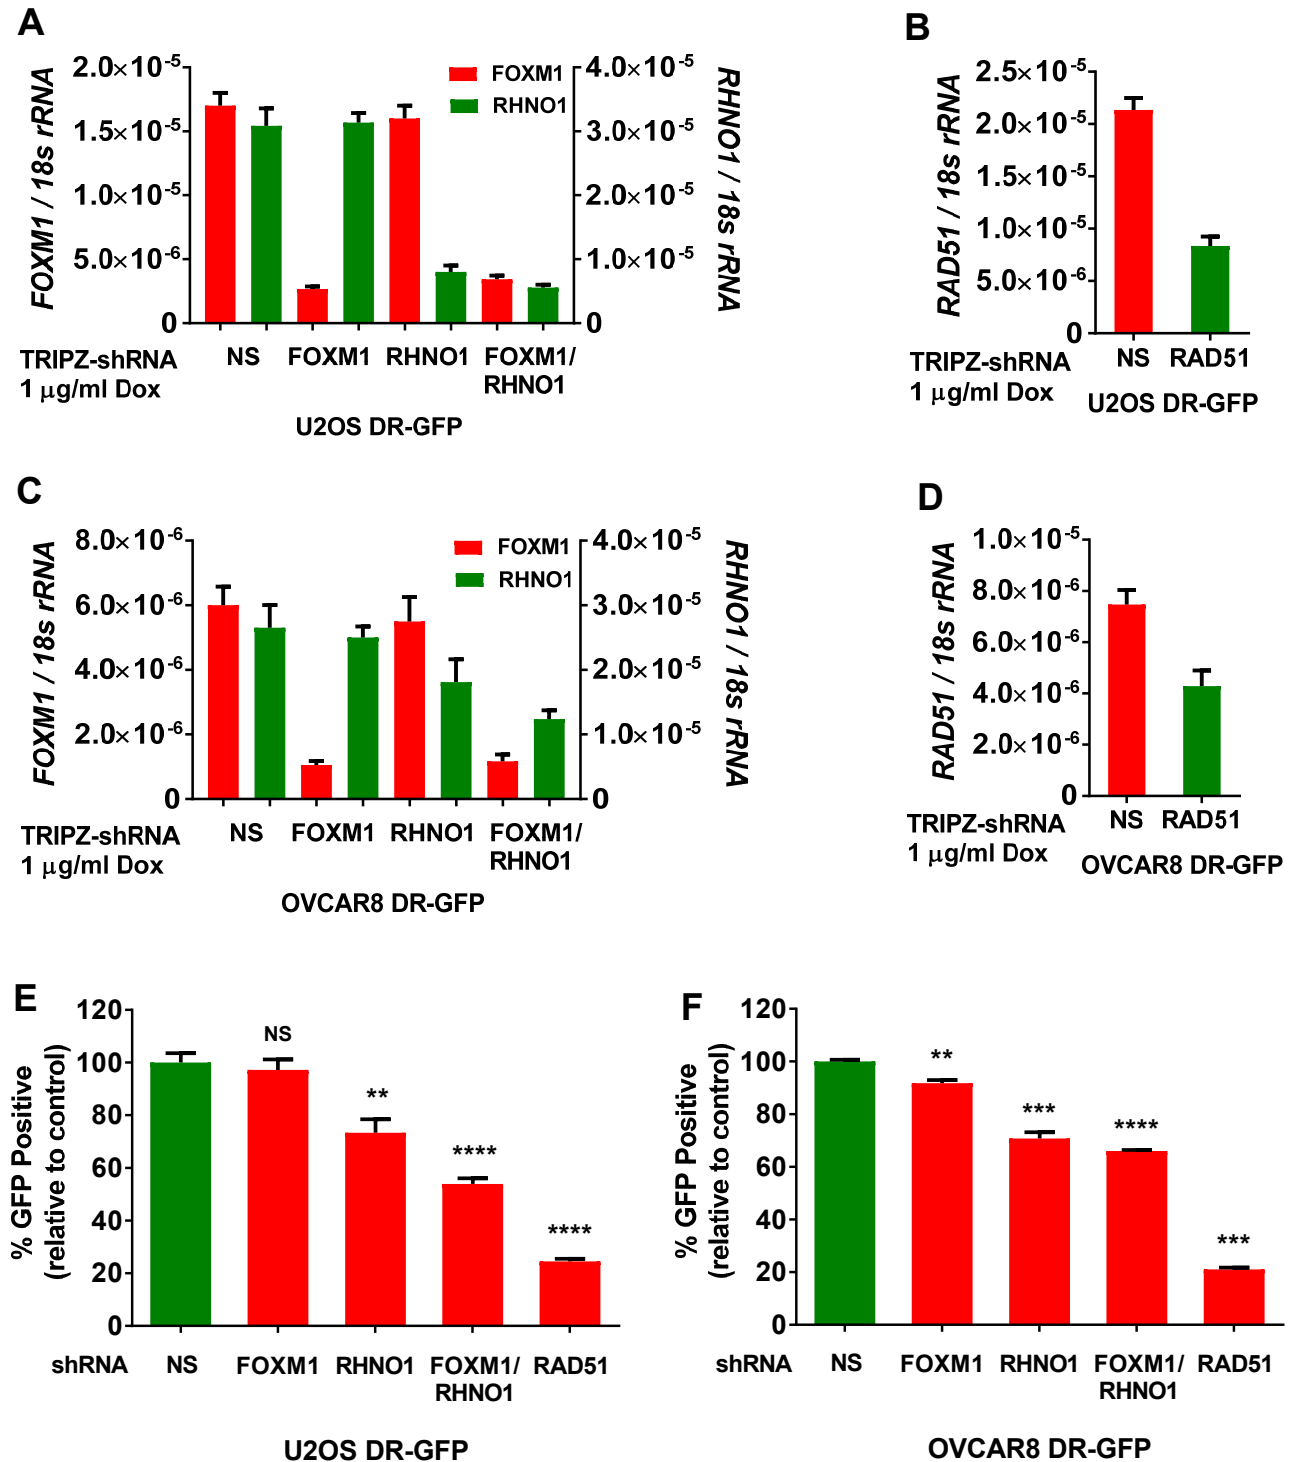 A
FOXM1 / 18s rRNA
2.0×10⁻⁵
1.5×10⁻⁵
1.0×10⁻⁵
5.0×10⁻⁶
0
FOXM1
RHNO1
4.0×10⁻⁵
3.0×10⁻⁵
2.0×10⁻⁵
1.0×10⁻⁵
0
RHNO1 / 18s rRNA
TRIPZ-shRNA
1 µg/ml Dox
NS FOXM1 RHNO1 FOXM1/
RHNO1
U2OS DR-GFP
B
RAD51 / 18s rRNA
2.5×10⁻⁵
2.0×10⁻⁵
1.5×10⁻⁵
1.0×10⁻⁵
5.0×10⁻⁶
0
TRIPZ-shRNA
1 µg/ml Dox
NS RAD51
U2OS DR-GFP
C
FOXM1 / 18s rRNA
8.0×10⁻⁶
6.0×10⁻⁶
4.0×10⁻⁶
2.0×10⁻⁶
0
FOXM1
RHNO1
4.0×10⁻⁵
3.0×10⁻⁵
2.0×10⁻⁵
1.0×10⁻⁵
0
RHNO1 / 18s rRNA
TRIPZ-shRNA
1 µg/ml Dox
NS FOXM1 RHNO1 FOXM1/
RHNO1
OVCAR8 DR-GFP
D
RAD51 / 18s rRNA
1.0×10⁻⁵
8.0×10⁻⁶
6.0×10⁻⁶
4.0×10⁻⁶
2.0×10⁻⁶
0
TRIPZ-shRNA
1 µg/ml Dox
NS RAD51
OVCAR8 DR-GFP
E
% GFP Positive
(relative to control)
120
100
80
60
40
20
0
NS
**
****
****
shRNA NS FOXM1 RHNO1 FOXM1/ RAD51
RHNO1
U2OS DR-GFP
F
% GFP Positive
(relative to control)
120
100
80
60
40
20
0
**
***
****
***
shRNA NS FOXM1 RHNO1 FOXM1/ RAD51
RHNO1
OVCAR8 DR-GFP